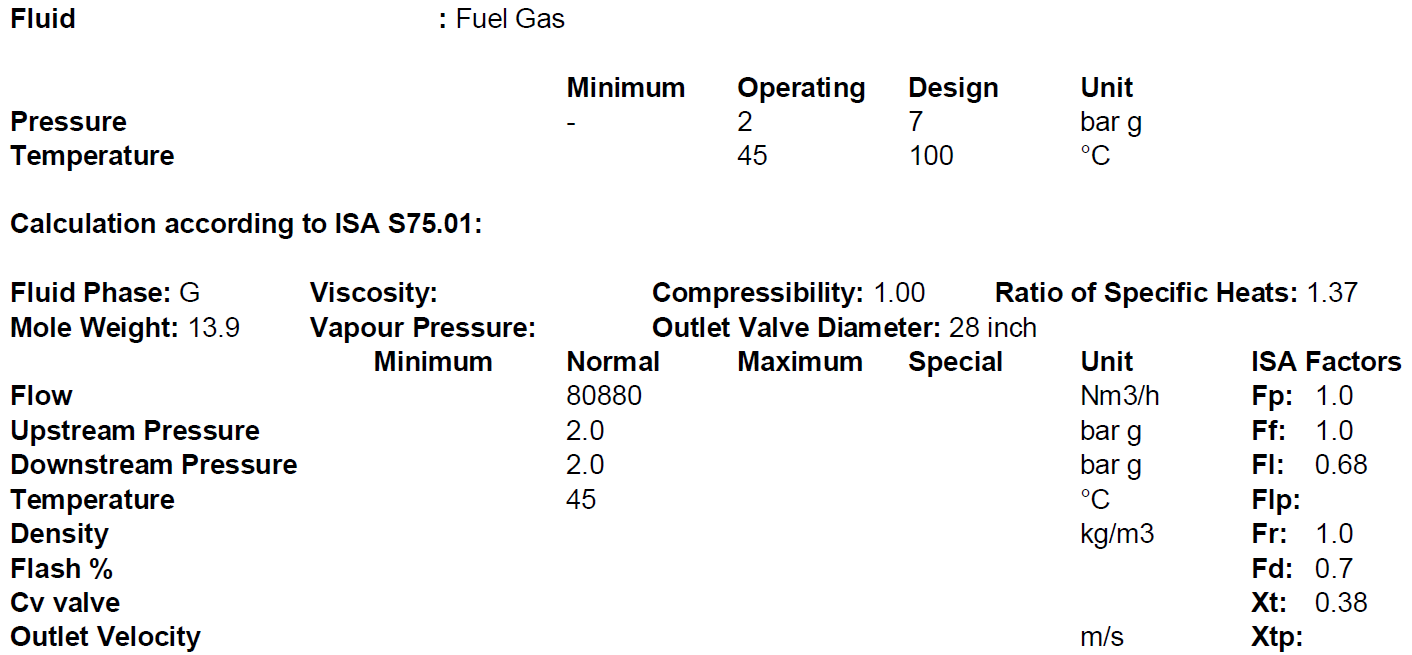 Fluid : Fuel Gas
Minimum Operating Design Unit
Pressure - 2 7 bar g
Temperature 45 100 °C
Calculation according to ISA S75.01:
Fluid Phase: G Viscosity: Compressibility: 1.00 Ratio of Specific Heats: 1.37
Mole Weight: 13.9 Vapour Pressure: Outlet Valve Diameter: 28 inch
Minimum Normal Maximum Special Unit ISA Factors
Flow 80880 Nm3/h Fp: 1.0
Upstream Pressure 2.0 bar g Ff: 1.0
Downstream Pressure 2.0 bar g Fl: 0.68
Temperature 45 °C Flp:
Density kg/m3 Fr: 1.0
Flash % Fd: 0.7
Cv valve Xt: 0.38
Outlet Velocity m/s Xtp: